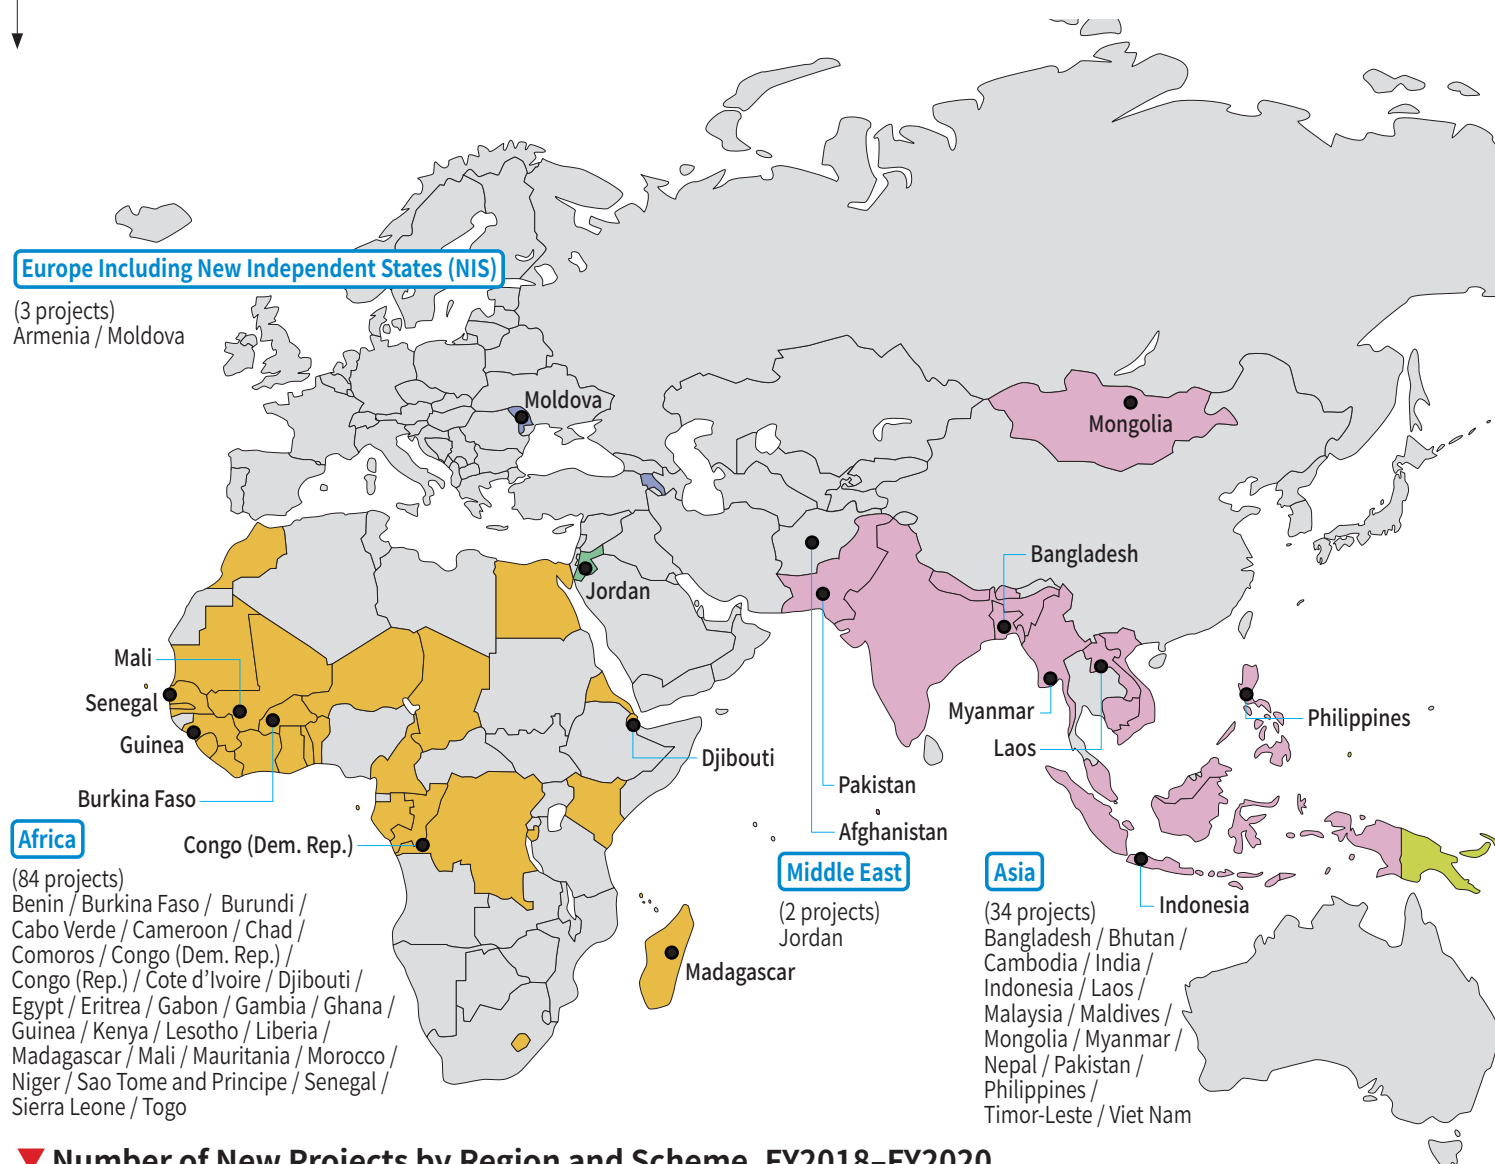 Europe Including New Independent States (NIS)
(3 projects)
Armenia / Moldova
Moldova
Mongolia
Jordan
Bangladesh
Mali
Senegal
Guinea
Burkina Faso
Congo (Dem. Rep.)
Djibouti
Pakistan
Afghanistan
Myanmar
Laos
Philippines
Indonesia
Madagascar
Africa
(84 projects)
Benin / Burkina Faso / Burundi /
Cabo Verde / Cameroon / Chad /
Comoros / Congo (Dem. Rep.) /
Congo (Rep.) / Cote d’Ivoire / Djibouti /
Egypt / Eritrea / Gabon / Gambia / Ghana /
Guinea / Kenya / Lesotho / Liberia /
Madagascar / Mali / Mauritania / Morocco /
Niger / Sao Tome and Principe / Senegal /
Sierra Leone / Togo
Middle East
(2 projects)
Jordan
Asia
(34 projects)
Bangladesh / Bhutan /
Cambodia / India /
Indonesia / Laos /
Malaysia / Maldives /
Mongolia / Myanmar /
Nepal / Pakistan /
Philippines /
Timor-Leste / Viet Nam
Number of New Projects by Region and Scheme, FY2018–FY2020